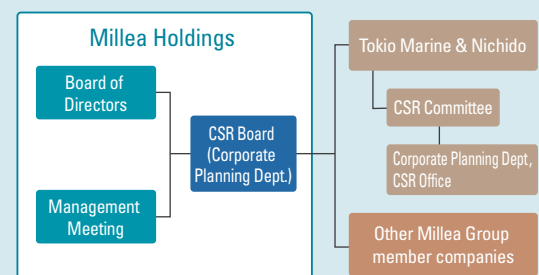 Millea Holdings
Board of
Directors
Management
Meeting
CSR Board
(Corporate
Planning Dept.)
Tokio Marine & Nichido
CSR Committee
Corporate Planning Dept,
CSR Office
Other Millea Group
member companies